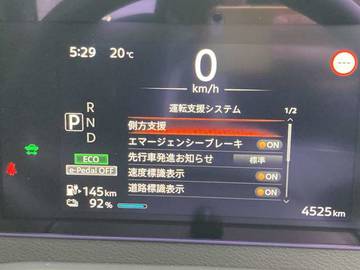 5:29 20℃
0
km/h
運転支援システム 1/2
側方支援
エマージェンシーブレーキ ON
先行車発進お知らせ 標準
速度標識表示 ON
道路標識表示 ON
P
R
N
D
ECO
e-Pedal OFF
145km
92%
4525km